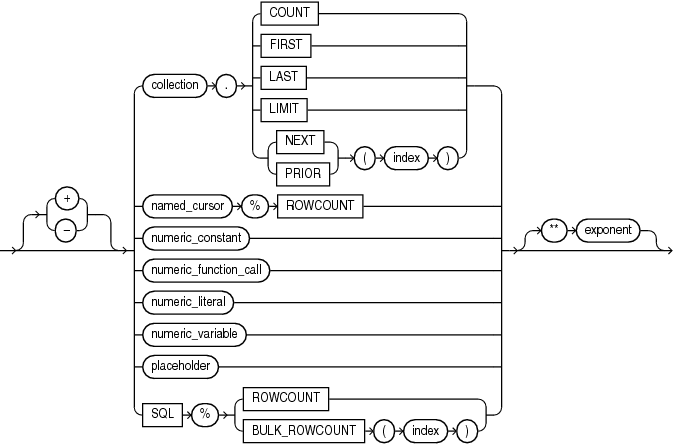 COUNT
FIRST
collection . LAST
LIMIT
NEXT
PRIOR ( index )
+
−
named_cursor % ROWCOUNT
numeric_constant
** exponent
numeric_function_call
numeric_literal
numeric_variable
placeholder
SQL % ROWCOUNT
BULK_ROWCOUNT ( index )